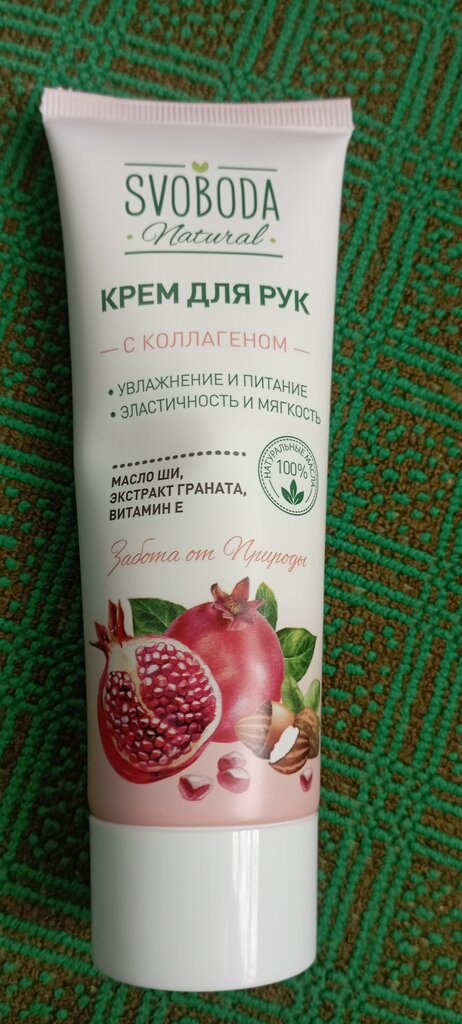 SVOBODA
Natural
КРЕМ ДЛЯ РУК
С КОЛЛАГЕНОМ
• УВЛАЖНЕНИЕ И ПИТАНИЕ
• ЭЛАСТИЧНОСТЬ И МЯГКОСТЬ
НАТУРАЛЬНЫЕ МАСЛА
100%
МАСЛО ШИ,
ЭКСТРАКТ ГРАНАТА,
ВИТАМИН Е
Забота от Природы